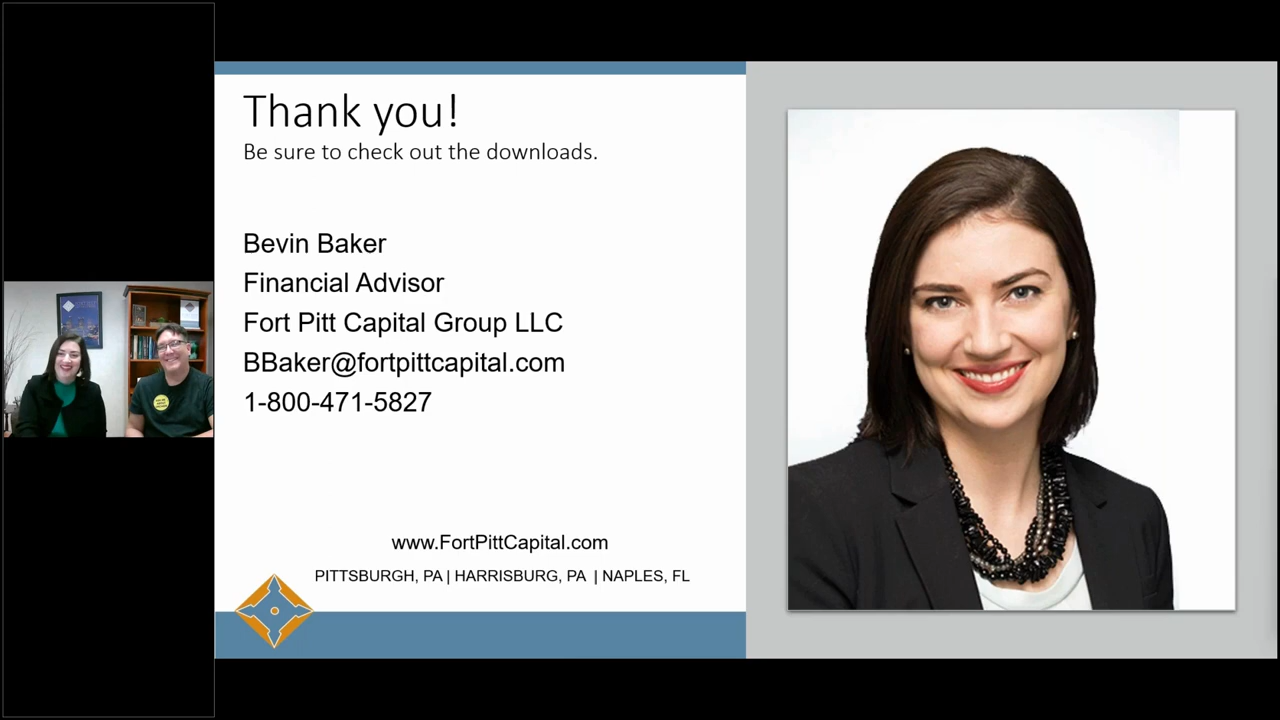 Thank you!
Be sure to check out the downloads.
Bevin Baker
Financial Advisor
Fort Pitt Capital Group LLC
BBaker@fortpittcapital.com
1-800-471-5827
www.FortPittCapital.com
PITTSBURGH, PA | HARRISBURG, PA | NAPLES, FL